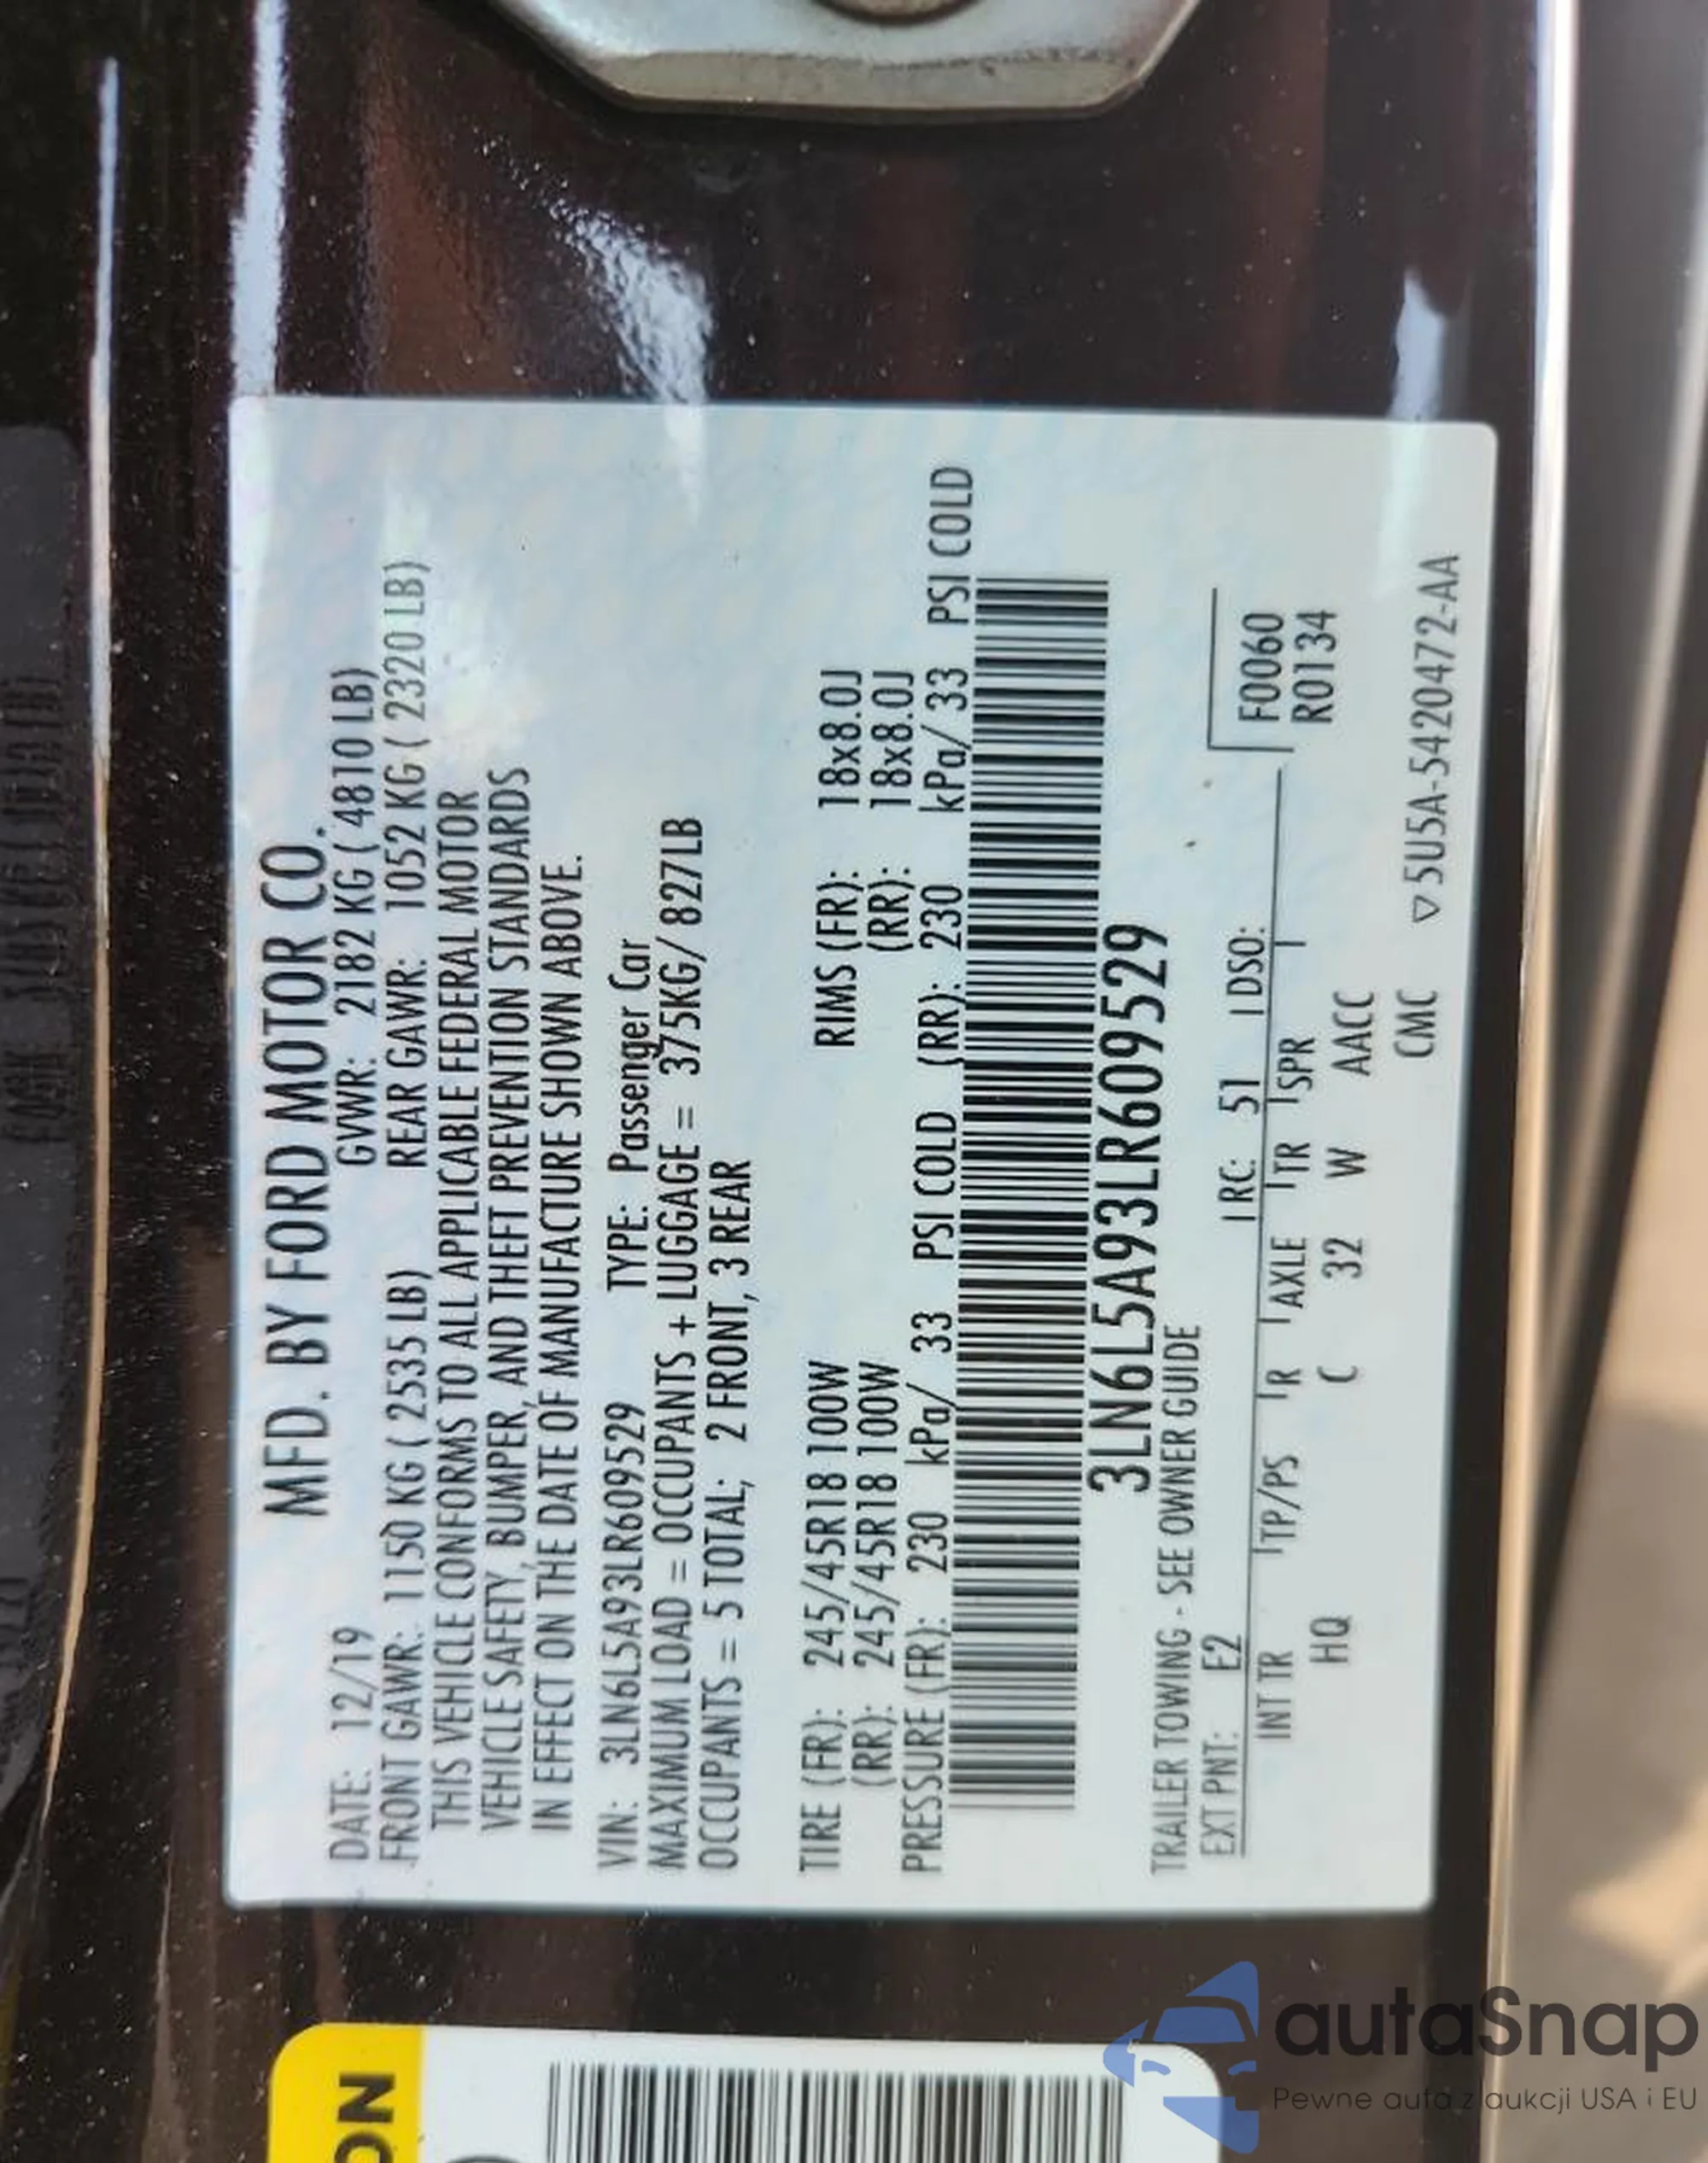 MFD. BY FORD MOTOR CO.
DATE: 12/19 GVWR: 2182 KG ( 4810 LB)
FRONT GAWR: 1150 KG ( 2535 LB) REAR GAWR: 1052 KG ( 2320 LB)
THIS VEHICLE CONFORMS TO ALL APPLICABLE FEDERAL MOTOR
VEHICLE SAFETY, BUMPER, AND THEFT PREVENTION STANDARDS
IN EFFECT ON THE DATE OF MANUFACTURE SHOWN ABOVE.
VIN: 3LN6L5A93LR609529 TYPE: Passenger Car
MAXIMUM LOAD = OCCUPANTS + LUGGAGE = 375KG/ 827LB
OCCUPANTS = 5 TOTAL; 2 FRONT, 3 REAR
TIRE (FR): 245/45R18 100W RIMS (FR): 18x8.0J
(RR): 245/45R18 100W (RR): 18x8.0J
PRESSURE (FR): 230 kPa/ 33 PSI COLD (RR): 230 kPa/ 33 PSI COLD
3LN6L5A93LR609529
TRAILER TOWING - SEE OWNER GUIDE
EXT PNT: E2 RC: 51 DSO:
INT TR TP/PS R AXLE TR SPR
F0060
R0134
HQ C 32 W AACC
CMC ▽5U5A-5420472-AA
ON
autaSnap
Pewne auta z aukcji USA i EU